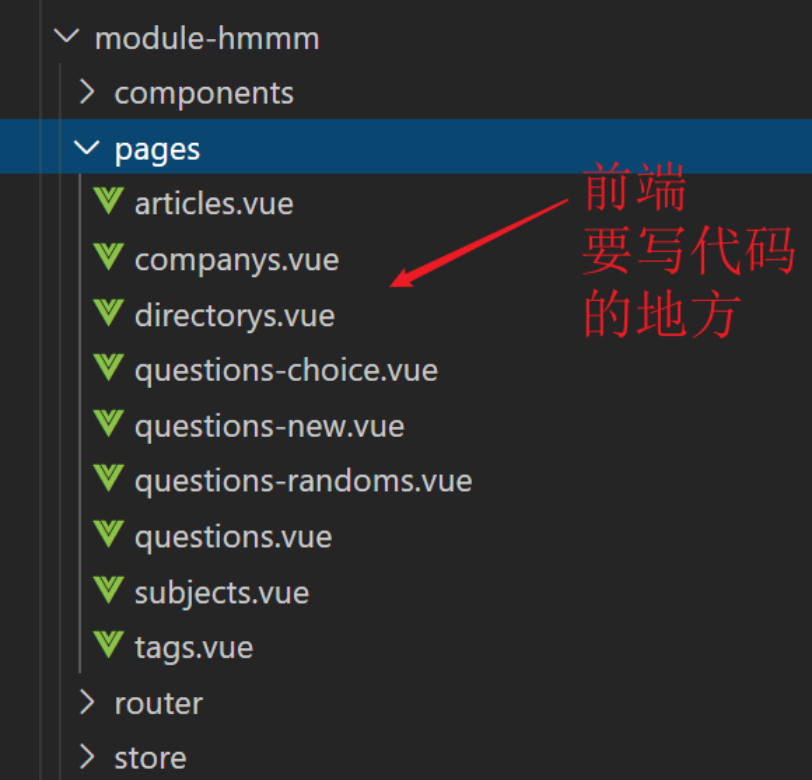 module-hmmm
components
pages
articles.vue
companys.vue
directorys.vue
questions-choice.vue
questions-new.vue
questions-randoms.vue
questions.vue
subjects.vue
tags.vue
router
store
前端
要写代码
的地方